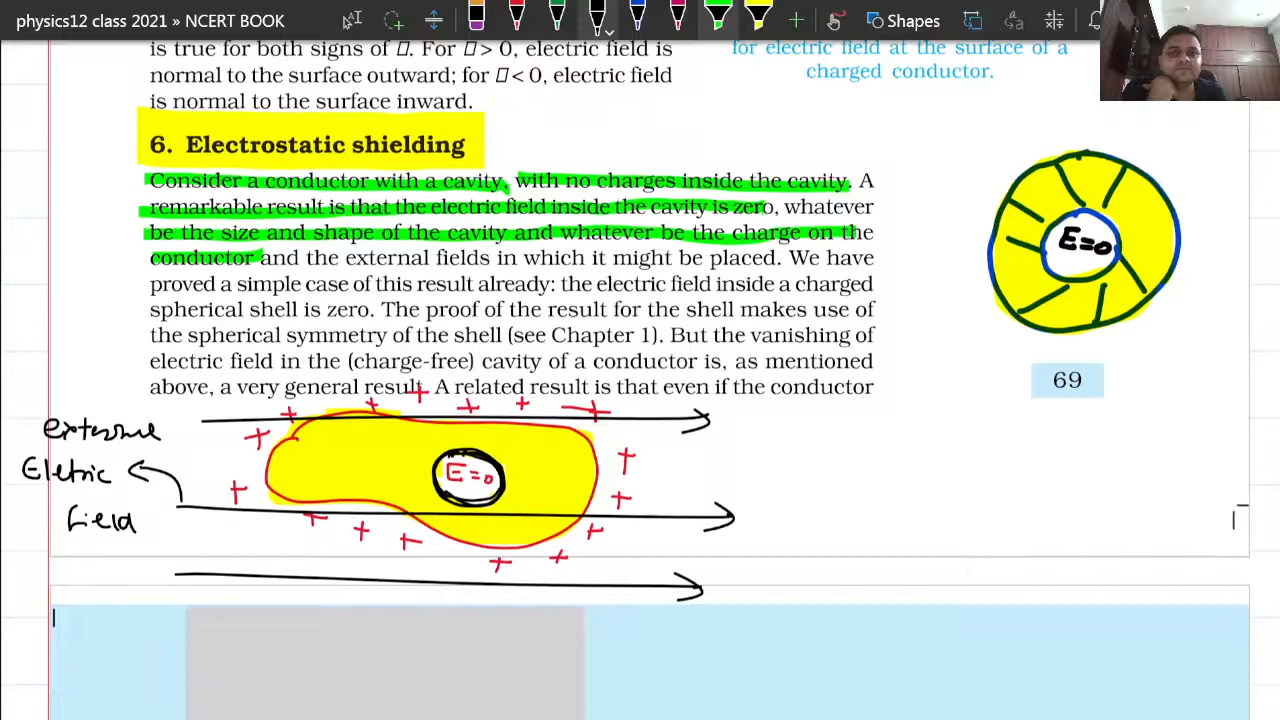 physics12 class 2021 » NCERT BOOK
Shapes
is true for both signs of □. For □ > 0, electric field is
normal to the surface outward; for □ < 0, electric field
is normal to the surface inward.
for electric field at the surface of a
charged conductor.
6. Electrostatic shielding
Consider a conductor with a cavity, with no charges inside the cavity. A
remarkable result is that the electric field inside the cavity is zero, whatever
be the size and shape of the cavity and whatever be the charge on the
conductor and the external fields in which it might be placed. We have
proved a simple case of this result already: the electric field inside a charged
spherical shell is zero. The proof of the result for the shell makes use of
the spherical symmetry of the shell (see Chapter 1). But the vanishing of
electric field in the (charge-free) cavity of a conductor is, as mentioned
above, a very general result. A related result is that even if the conductor
E=0
69
Eletric
field
E=0